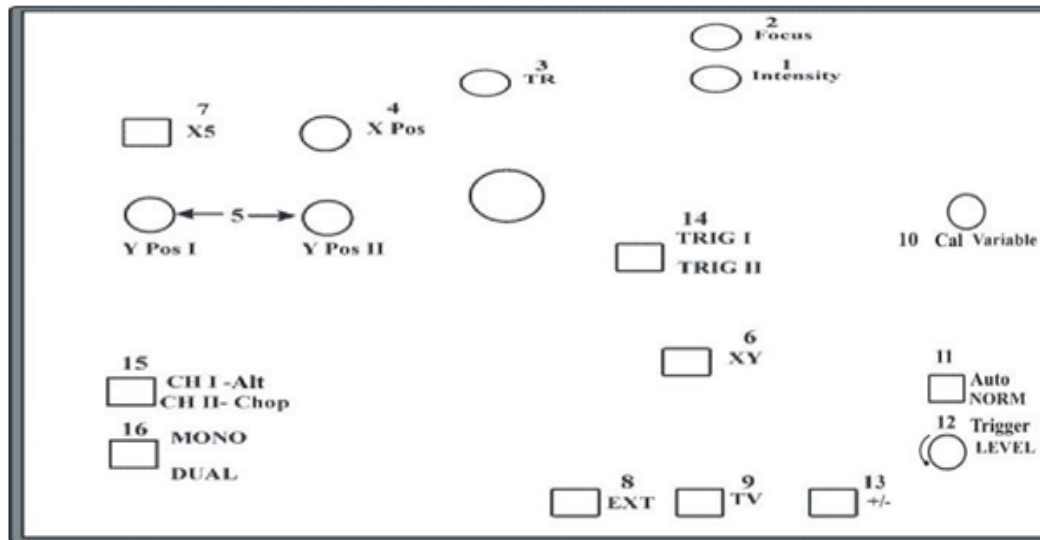 2
Focus
1
Intensity
3
TR
7
X5
4
X Pos
5
Y Pos I
Y Pos II
14
TRIG I
TRIG II
10 Cal Variable
6
XY
15
CH I -Alt
CH II- Chop
16 MONO
DUAL
11
Auto
NORM
12 Trigger
LEVEL
8
EXT
9
TV
13
+/-